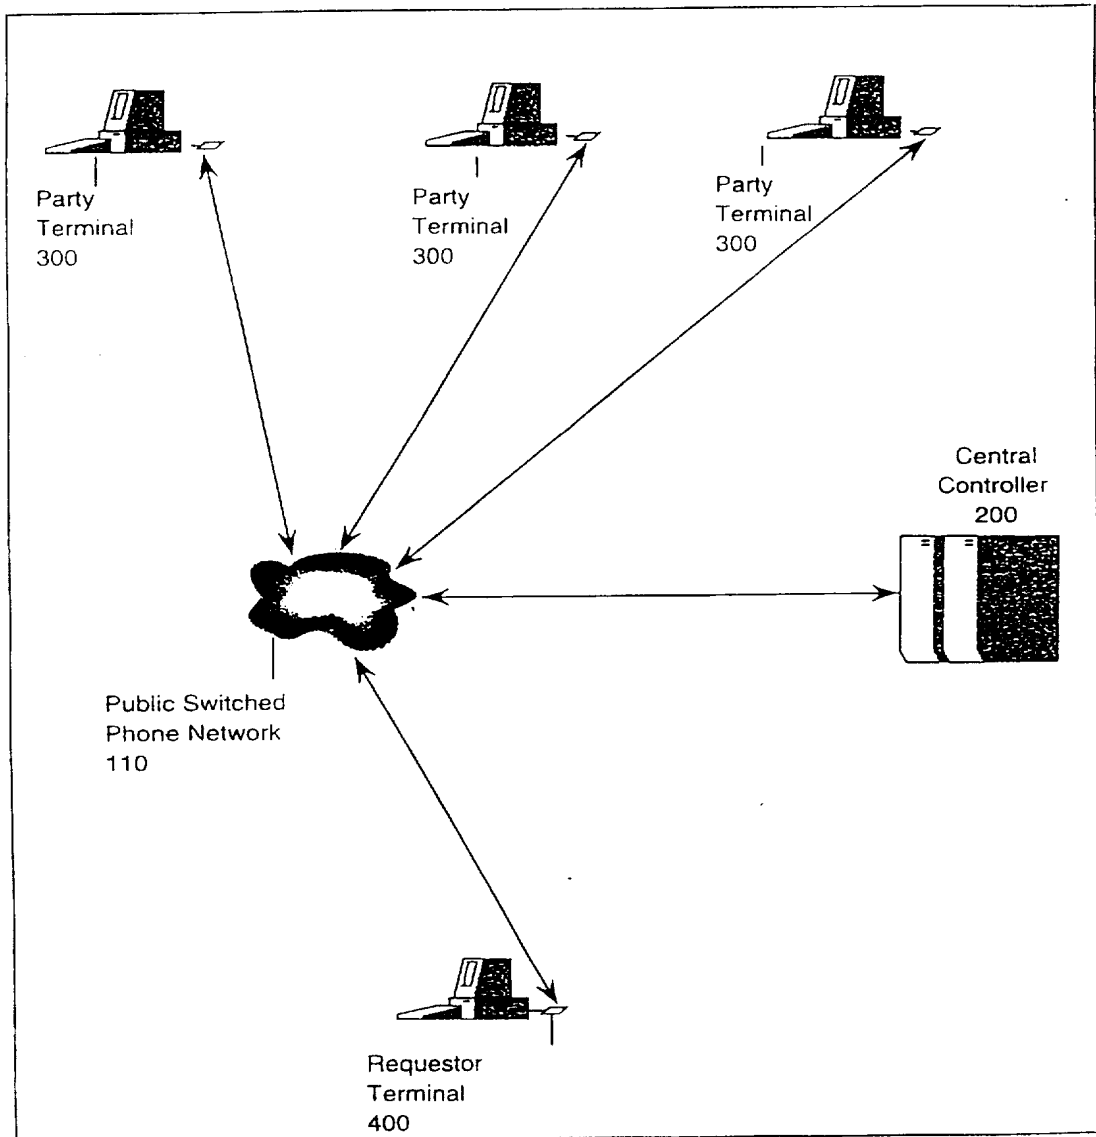 Party
Terminal
300
Party
Terminal
300
Party
Terminal
300
Central
Controller
200
Public Switched
Phone Network
110
Requestor
Terminal
400